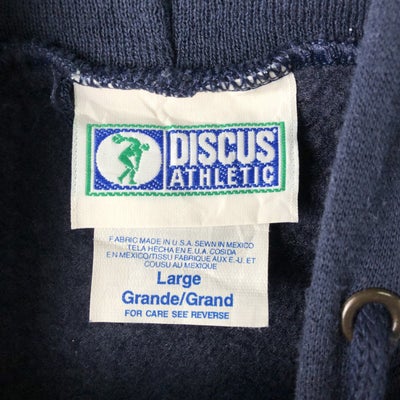 DISCUS
ATHLETIC
FABRIC MADE IN U.S.A. SEWN IN MEXICO
TELA HECHA EN E.U.A. COSIDA
EN MEXICO/TISSU FABRIQUE AUX E.-U. ET
COUSU AU MEXIQUE
Large
Grande/Grand
FOR CARE SEE REVERSE